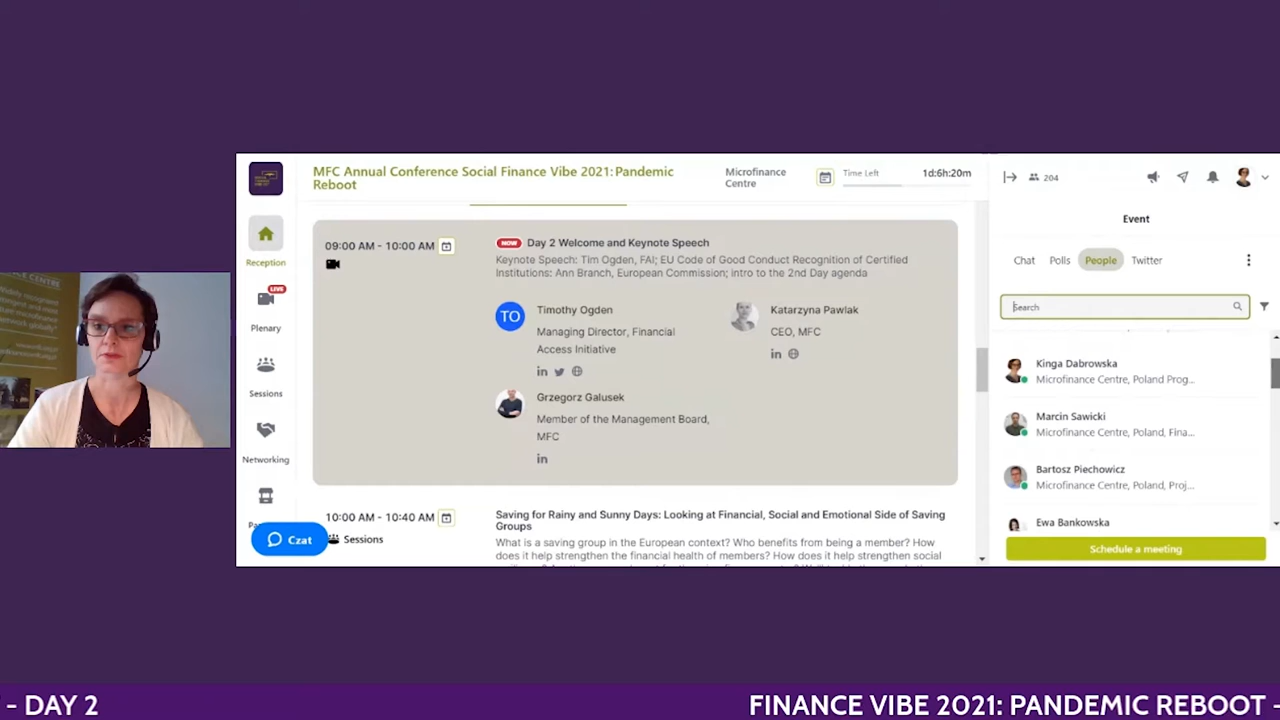 MFC Annual Conference Social Finance Vibe 2021: Pandemic
Reboot
Microfinance
Centre
Time Left
1d:6h:20m
204
Reception
LIVE
Plenary
Sessions
Networking
Czat
09:00 AM - 10:00 AM
NOW Day 2 Welcome and Keynote Speech
Keynote Speech: Tim Ogden, FAI; EU Code of Good Conduct Recognition of Certified
Institutions: Ann Branch, European Commission; intro to the 2nd Day agenda
TO
Timothy Ogden
Managing Director, Financial
Access Initiative
Katarzyna Pawlak
CEO, MFC
Grzegorz Galusek
Member of the Management Board,
MFC
10:00 AM - 10:40 AM
Sessions
Saving for Rainy and Sunny Days: Looking at Financial, Social and Emotional Side of Saving
Groups
What is a saving group in the European context? Who benefits from being a member? How
does it help strengthen the financial health of members? How does it help strengthen social
Event
Chat
Polls
People
Twitter
Search
Kinga Dabrowska
Microfinance Centre, Poland Prog...
Marcin Sawicki
Microfinance Centre, Poland, Fina...
Bartosz Piechowicz
Microfinance Centre, Poland, Proj...
Ewa Bankowska
Schedule a meeting
- DAY 2
FINANCE VIBE 2021: PANDEMIC REBOOT -